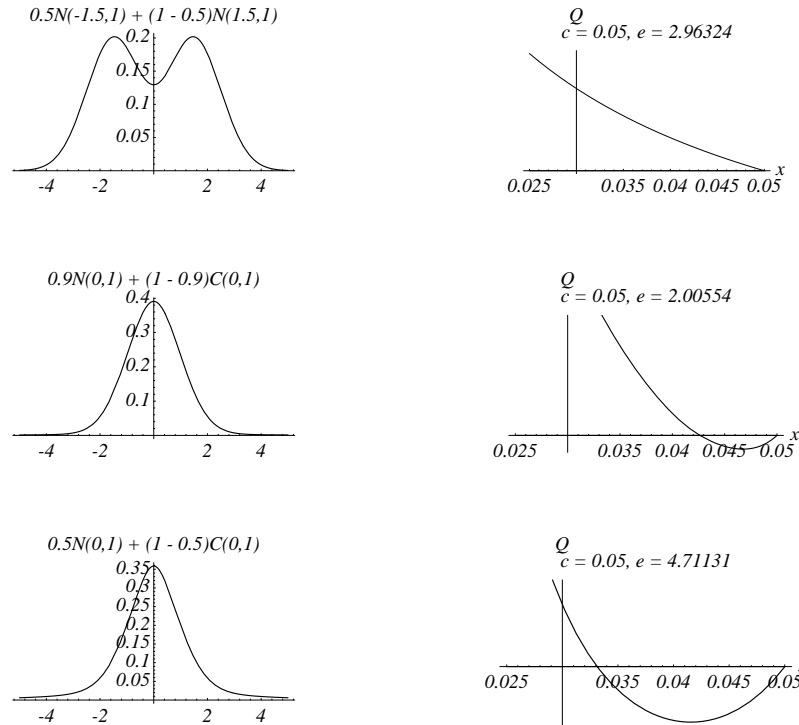 0.5N(-1.5,1) + (1 - 0.5)N(1.5,1)
0.2
0.15
0.1
0.05
-4 -2 2 4
Q
c = 0.05, e = 2.96324
x
0.025 0.035 0.04 0.045 0.05
0.9N(0,1) + (1 - 0.9)C(0,1)
0.4
0.3
0.2
0.1
-4 -2 2 4
Q
c = 0.05, e = 2.00554
x
0.025 0.035 0.04 0.045 0.05
0.5N(0,1) + (1 - 0.5)C(0,1)
0.35
0.3
0.25
0.2
0.15
0.1
0.05
-4 -2 2 4
Q
c = 0.05, e = 4.71131
0.025 0.035 0.04 0.045 0.05